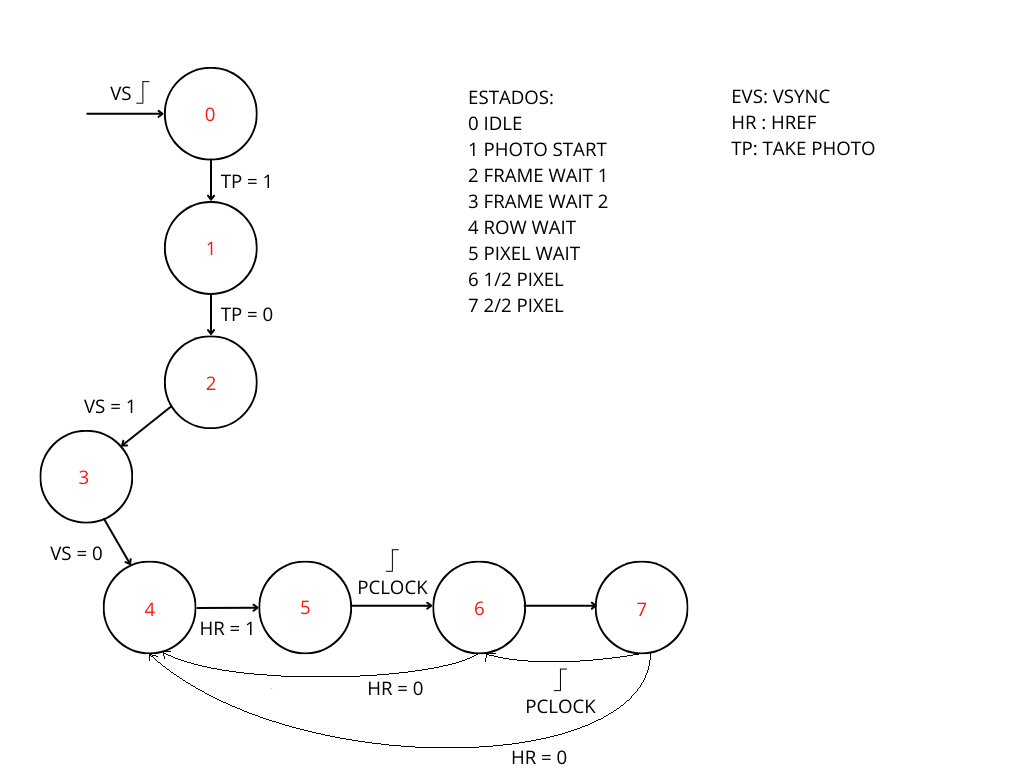 VS
0
TP = 1
1
TP = 0
2
VS = 1
3
VS = 0
4
HR = 1
5
PCLOCK
6
7
HR = 0
PCLOCK
HR = 0
ESTADOS:
0 IDLE
1 PHOTO START
2 FRAME WAIT 1
3 FRAME WAIT 2
4 ROW WAIT
5 PIXEL WAIT
6 1/2 PIXEL
7 2/2 PIXEL
EVS: VSYNC
HR : HREF
TP: TAKE PHOTO